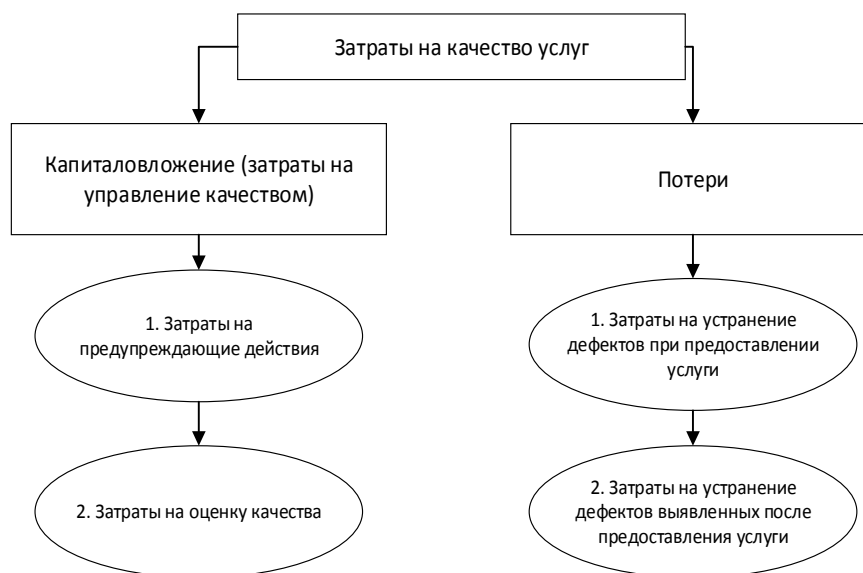 Затраты на качество услуг
Капиталовложение (затраты на
управление качеством)
Потери
1. Затраты на
предупреждающие действия
1. Затраты на устранение
дефектов при предоставлении
услуги
2. Затраты на оценку качества
2. Затраты на устранение
дефектов выявленных после
предоставления услуги